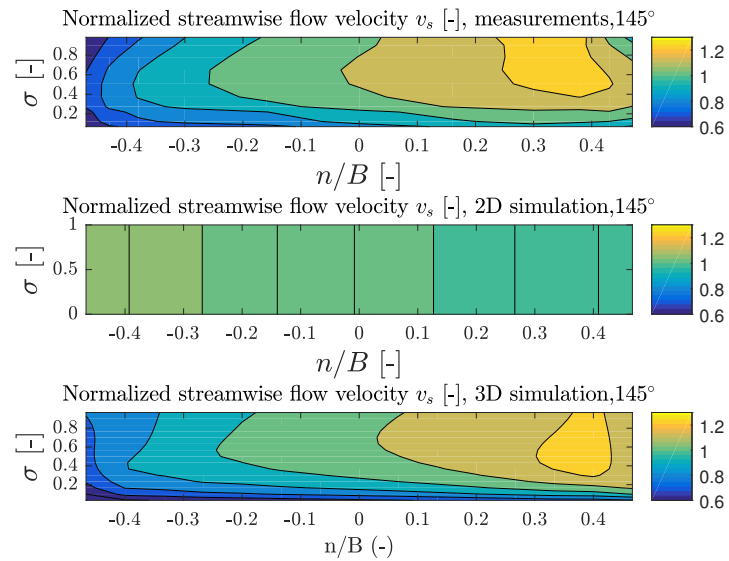 Normalized streamwise flow velocity v_s [-], measurements,145°
σ [-]
0.8
0.6
0.4
0.2
-0.4 -0.3 -0.2 -0.1 0 0.1 0.2 0.3 0.4
n/B [-]
1.2
1
0.8
0.6
Normalized streamwise flow velocity v_s [-], 2D simulation,145°
σ [-]
1
0.5
0
-0.4 -0.3 -0.2 -0.1 0 0.1 0.2 0.3 0.4
n/B [-]
1.2
1
0.8
0.6
Normalized streamwise flow velocity v_s [-], 3D simulation,145°
σ [-]
0.8
0.6
0.4
0.2
-0.4 -0.3 -0.2 -0.1 0 0.1 0.2 0.3 0.4
n/B (-)
1.2
1
0.8
0.6